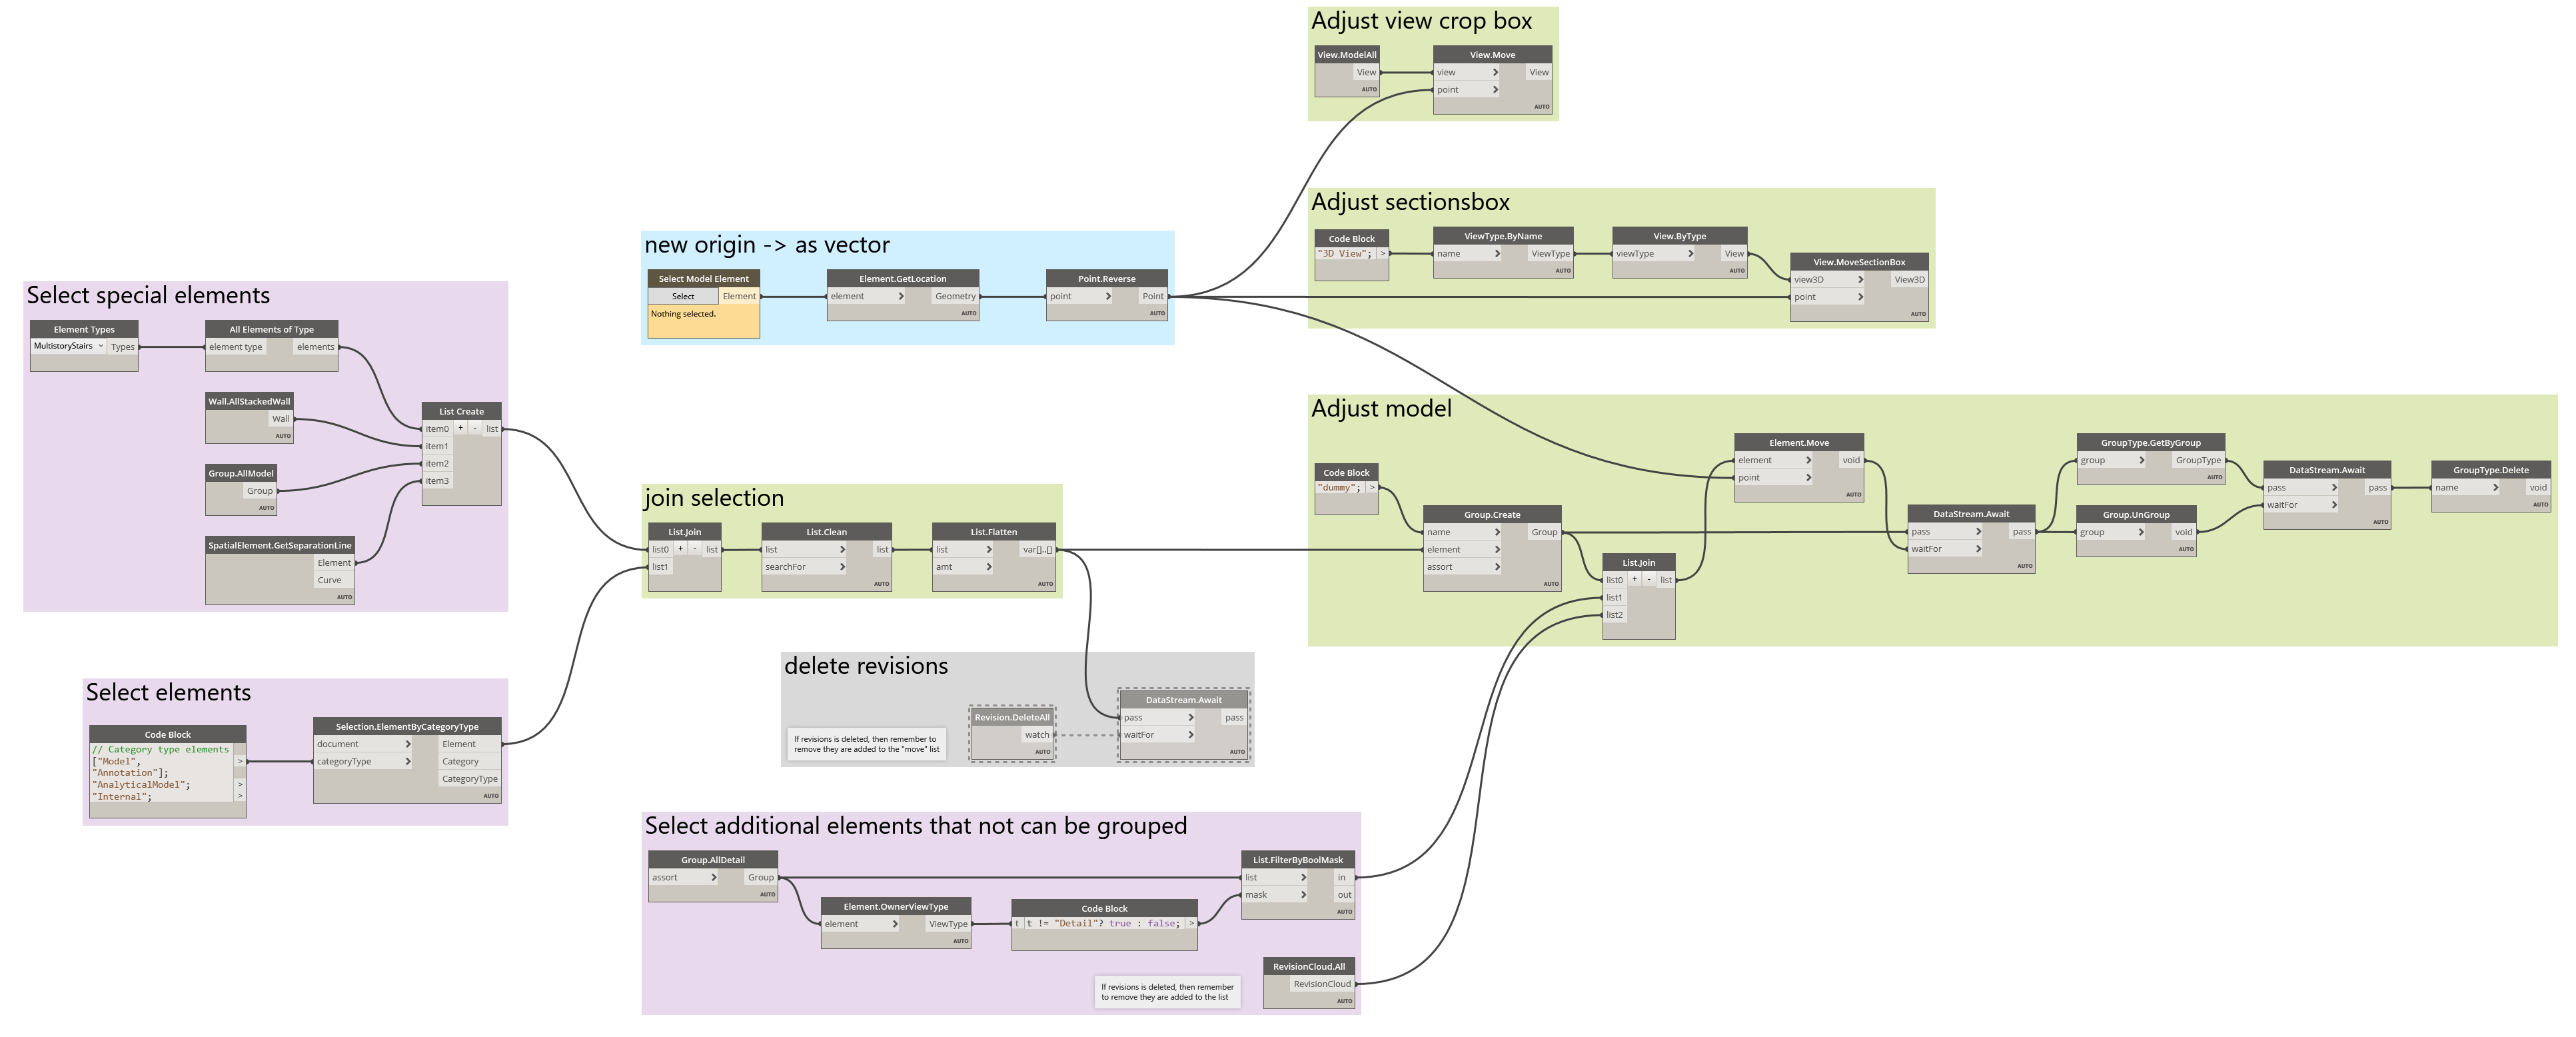 Adjust view crop box
View.ModelAll
View
AUTO
View.Move
view > View
point >
AUTO
Adjust sectionsbox
Code Block
"3D View"; >
ViewType.ByName
name > ViewType
AUTO
View.ByType
viewType > View
AUTO
View.MoveSectionBox
view3D > View3D
point >
AUTO
new origin -> as vector
Select Model Element
Select Element
Nothing selected.
Element.GetLocation
element > Geometry
AUTO
Point.Reverse
point > Point
AUTO
Select special elements
Element Types
MultistoryStairs Types
All Elements of Type
element type elements
Wall.AllStackedWall
Wall
AUTO
Group.AllModel
Group
AUTO
SpatialElement.GetSeparationLine
Element
Curve
AUTO
List Create
item0 + - list
item1
item2
item3
join selection
List.Join
list0 + - list
list1
List.Clean
list > list
searchFor >
AUTO
List.Flatten
list > var[]..[]
amt >
AUTO
Adjust model
Code Block
"dummy"; >
Group.Create
name > Group
element >
assort >
AUTO
List.Join
list0 + - list
list1
list2
Element.Move
element > void
point >
AUTO
DataStream.Await
pass > pass
waitFor >
AUTO
GroupType.GetByGroup
group > GroupType
AUTO
Group.UnGroup
group > void
AUTO
DataStream.Await
pass > pass
waitFor >
AUTO
GroupType.Delete
name > void
AUTO
delete revisions
If revisions is deleted, then remember to
remove they are added to the "move" list
Revision.DeleteAll
watch
AUTO
DataStream.Await
pass > pass
waitFor >
AUTO
Select elements
Code Block
// Category type elements
["Model", >
"Annotation"];
"AnalyticalModel"; >
"Internal"; >
Selection.ElementByCategoryType
document > Element
categoryType > Category
CategoryType
AUTO
Select additional elements that not can be grouped
Group.AllDetail
assort > Group
AUTO
Element.OwnerViewType
element > ViewType
AUTO
Code Block
t t != "Detail"? true : false; >
List.FilterByBoolMask
list > in
mask > out
AUTO
If revisions is deleted, then remember
to remove they are added to the list
RevisionCloud.All
RevisionCloud
AUTO